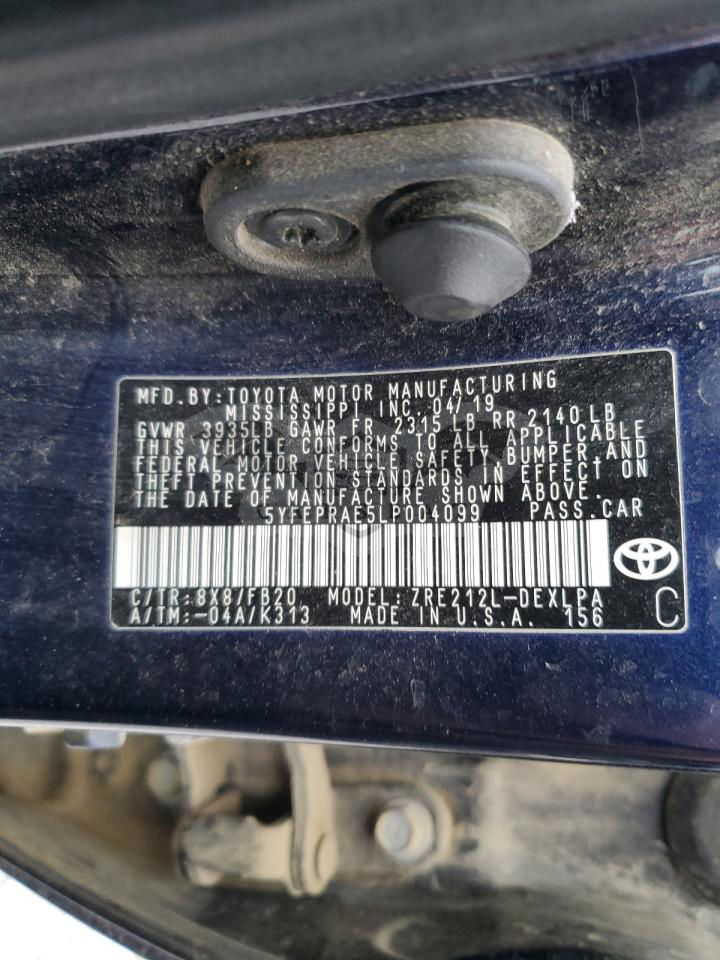 MFD.BY:TOYOTA MOTOR MANUFACTURING
MISSISSIPPI INC. 04/19
GVWR 3935LB GAWR FR 2315 LB RR 2140 LB
THIS VEHICLE CONFORMS TO ALL APPLICABLE
FEDERAL MOTOR VEHICLE SAFETY, BUMPER, AND
THEFT PREVENTION STANDARDS IN EFFECT ON
THE DATE OF MANUFACTURE SHOWN ABOVE.
5YFEPRAE5LP004099 PASS.CAR
C/TR:8X8/FB20 MODEL:ZRE212L-DEXLPA
A/TM:-04A/K313 MADE IN U.S.A. 156
C